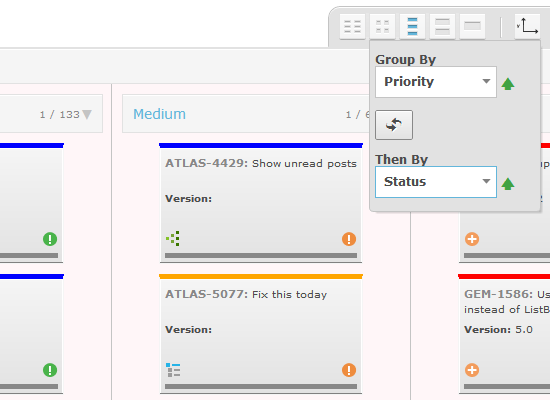 Group By
Priority
Then By
Status
1 / 133
Medium
1 / 6
ATLAS-4429: Show unread posts
Version:
ATLAS-5077: Fix this today
Version:
GEM-1586: Us
instead of ListB
Version: 5.0